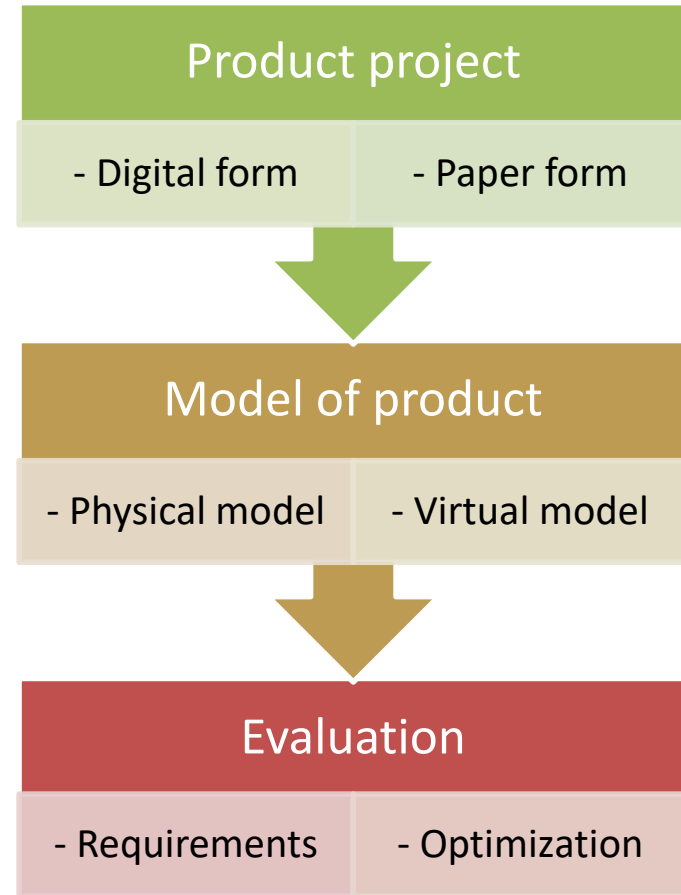 Product project
- Digital form - Paper form
Model of product
- Physical model - Virtual model
Evaluation
- Requirements - Optimization